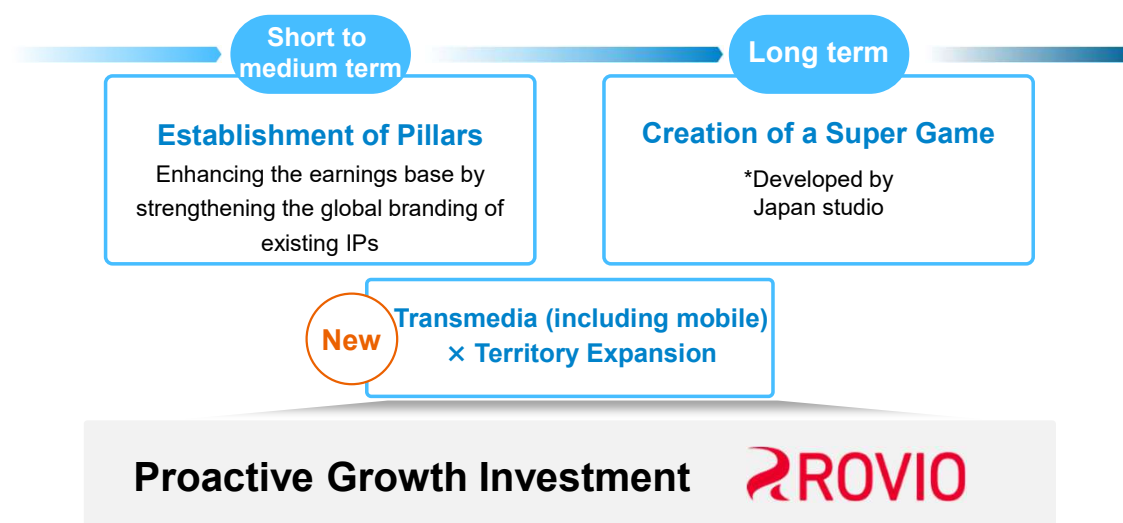 Short to
medium term
Long term
Establishment of Pillars
Enhancing the earnings base by
strengthening the global branding of
existing IPs
Creation of a Super Game
*Developed by
Japan studio
New
Transmedia (including mobile)
× Territory Expansion
Proactive Growth Investment
ROVIO